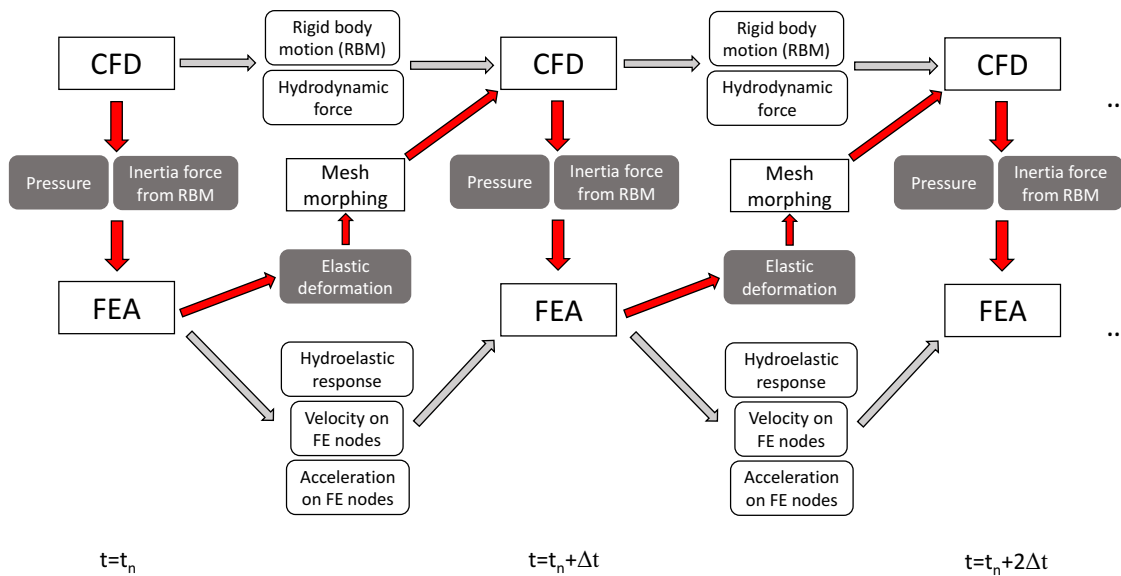 CFD
Rigid body
motion (RBM)
Hydrodynamic
force
CFD
Rigid body
motion (RBM)
Hydrodynamic
force
CFD
...
Pressure
Inertia force
from RBM
Mesh
morphing
Pressure
Inertia force
from RBM
Mesh
morphing
Pressure
Inertia force
from RBM
FEA
Elastic
deformation
FEA
Elastic
deformation
FEA
...
Hydroelastic
response
Velocity on
FE nodes
Acceleration
on FE nodes
Hydroelastic
response
Velocity on
FE nodes
Acceleration
on FE nodes
t=tn
t=tn+Δt
t=tn+2Δt